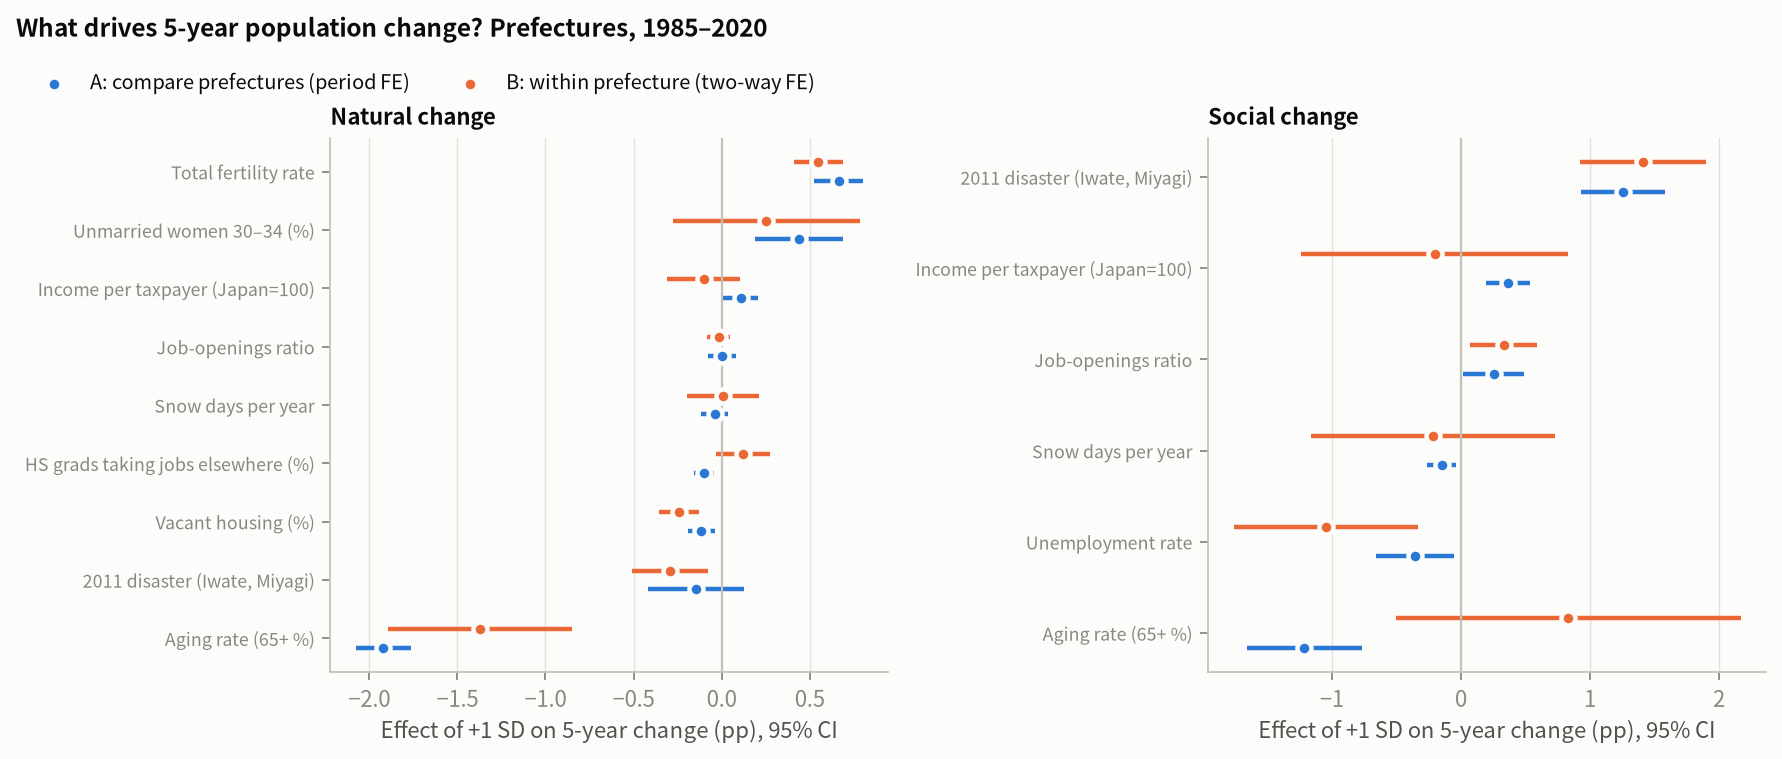 What drives 5-year population change? Prefectures, 1985–2020
A: compare prefectures (period FE)
B: within prefecture (two-way FE)
Natural change
Total fertility rate
Unmarried women 30–34 (%)
Income per taxpayer (Japan=100)
Job-openings ratio
Snow days per year
HS grads taking jobs elsewhere (%)
Vacant housing (%)
2011 disaster (Iwate, Miyagi)
Aging rate (65+ %)
−2.0 −1.5 −1.0 −0.5 0.0 0.5
Effect of +1 SD on 5-year change (pp), 95% CI
Social change
2011 disaster (Iwate, Miyagi)
Income per taxpayer (Japan=100)
Job-openings ratio
Snow days per year
Unemployment rate
Aging rate (65+ %)
−1 0 1 2
Effect of +1 SD on 5-year change (pp), 95% CI